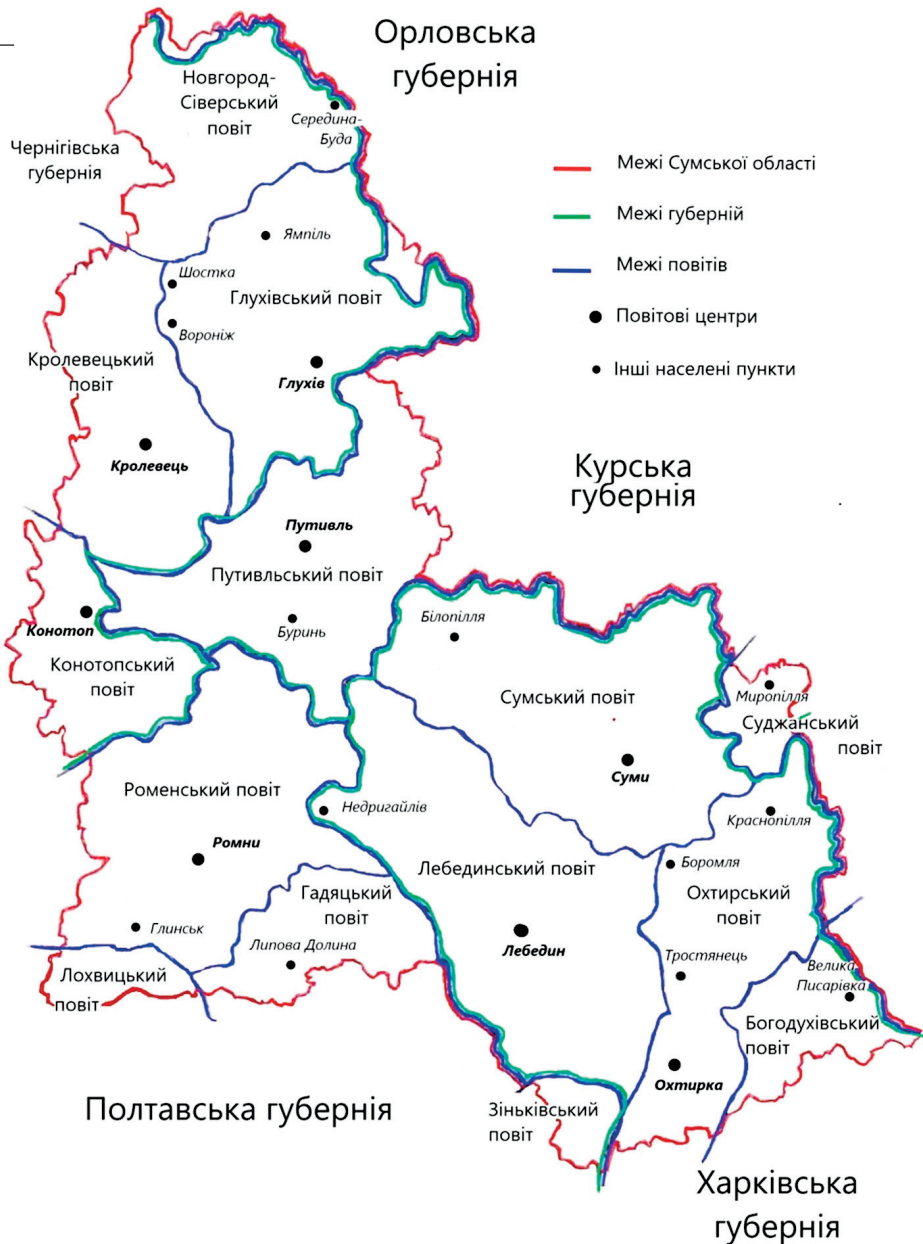 Орловська
губернія
Новгород-
Сіверський
повіт
Середина-
Буда
Чернігівська
губернія
Межі Сумської області
Межі губерній
Межі повітів
Повітові центри
Інші населені пункти
Ямпіль
Шостка
Глухівський повіт
Вороніж
Кролевецький
повіт
Глухів
Кролевець
Курська
губернія
Путивль
Путивльський повіт
Буринь
Білопілля
Конотоп
Конотопський
повіт
Сумський повіт
Миропілля
Суджанський
повіт
Суми
Роменський повіт
Недригайлів
Краснопілля
Ромни
Лебединський повіт
Боромля
Охтирський
повіт
Гадяцький
повіт
Глинськ
Липова Долина
Лебедин
Тростянець
Велика
Писарівка
Лохвицький
повіт
Богодухівський
повіт
Охтирка
Полтавська губернія
Зіньківський
повіт
Харківська
губернія